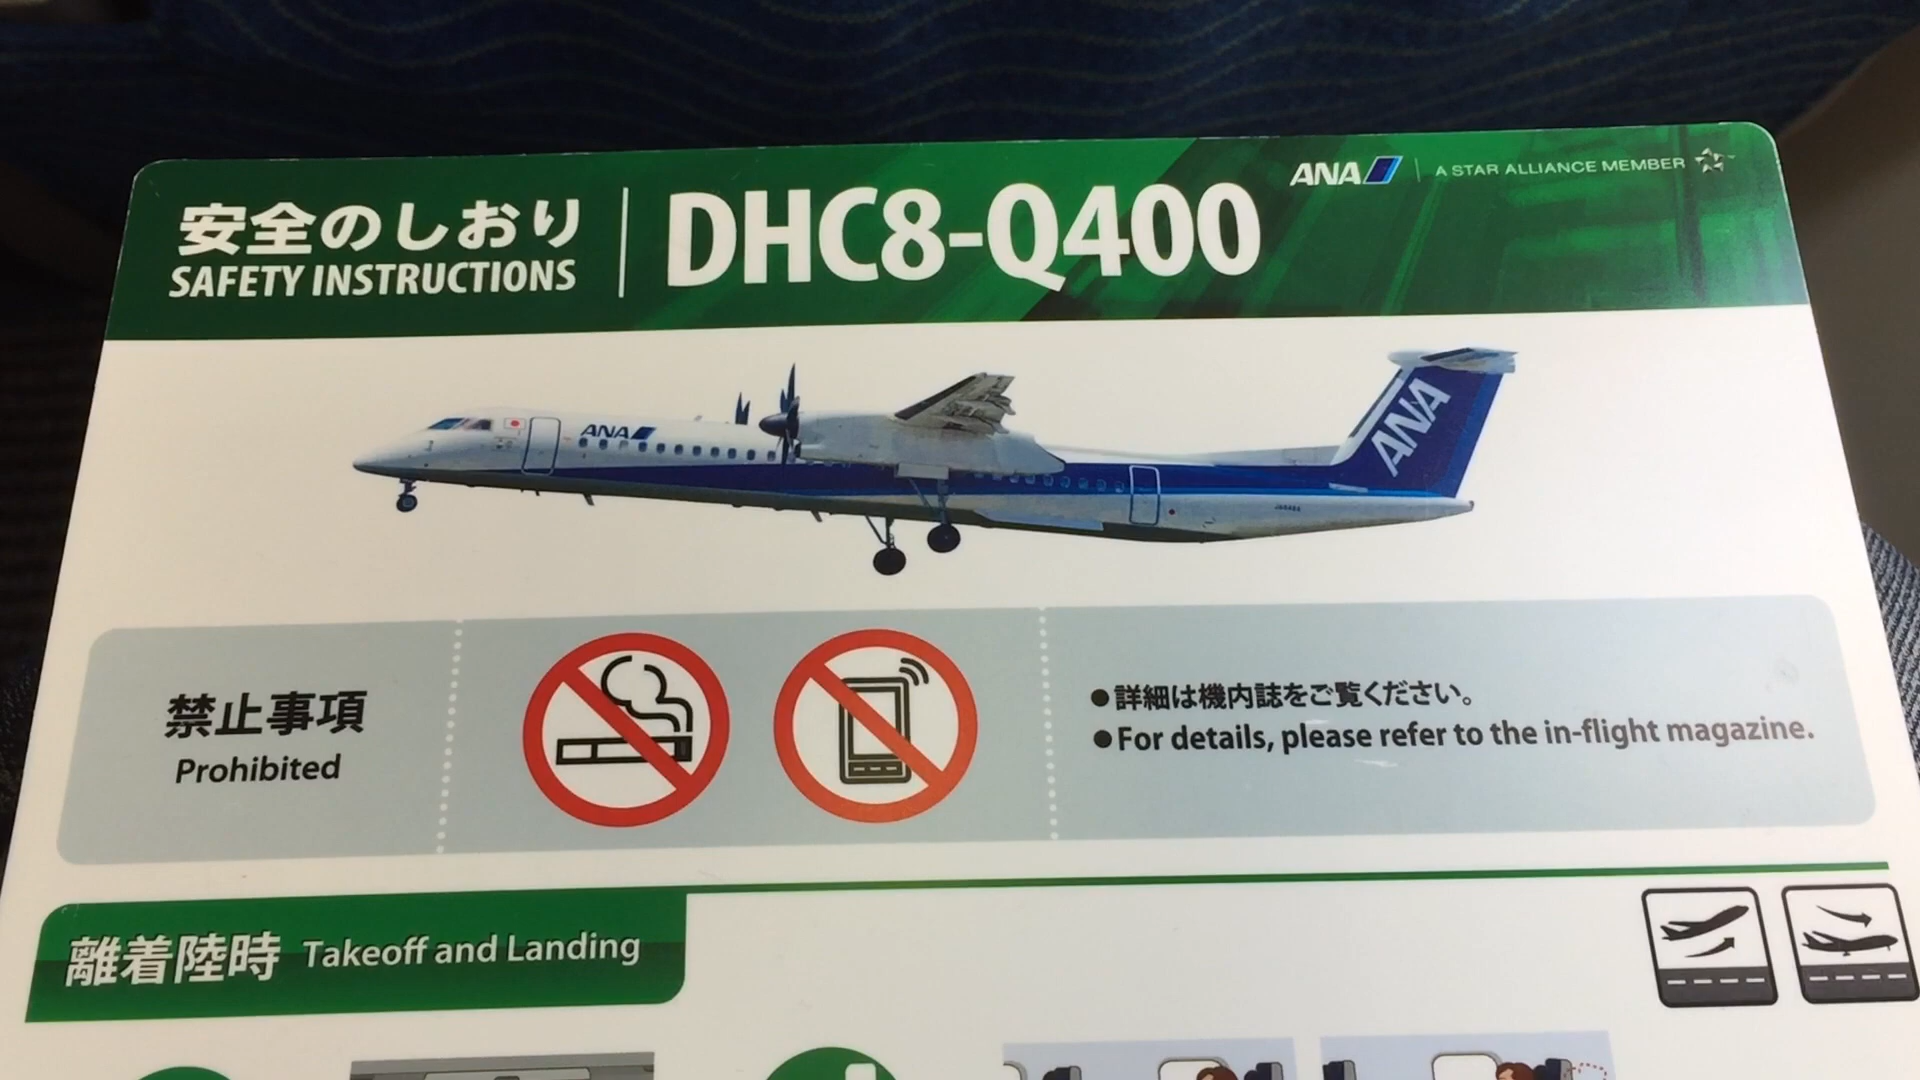 安全のしおり
SAFETY INSTRUCTIONS
DHC8-Q400
ANA
A STAR ALLIANCE MEMBER
ANA
ANA
禁止事項
Prohibited
●詳細は機内誌をご覧ください。
●For details, please refer to the in-flight magazine.
離着陸時 Takeoff and Landing